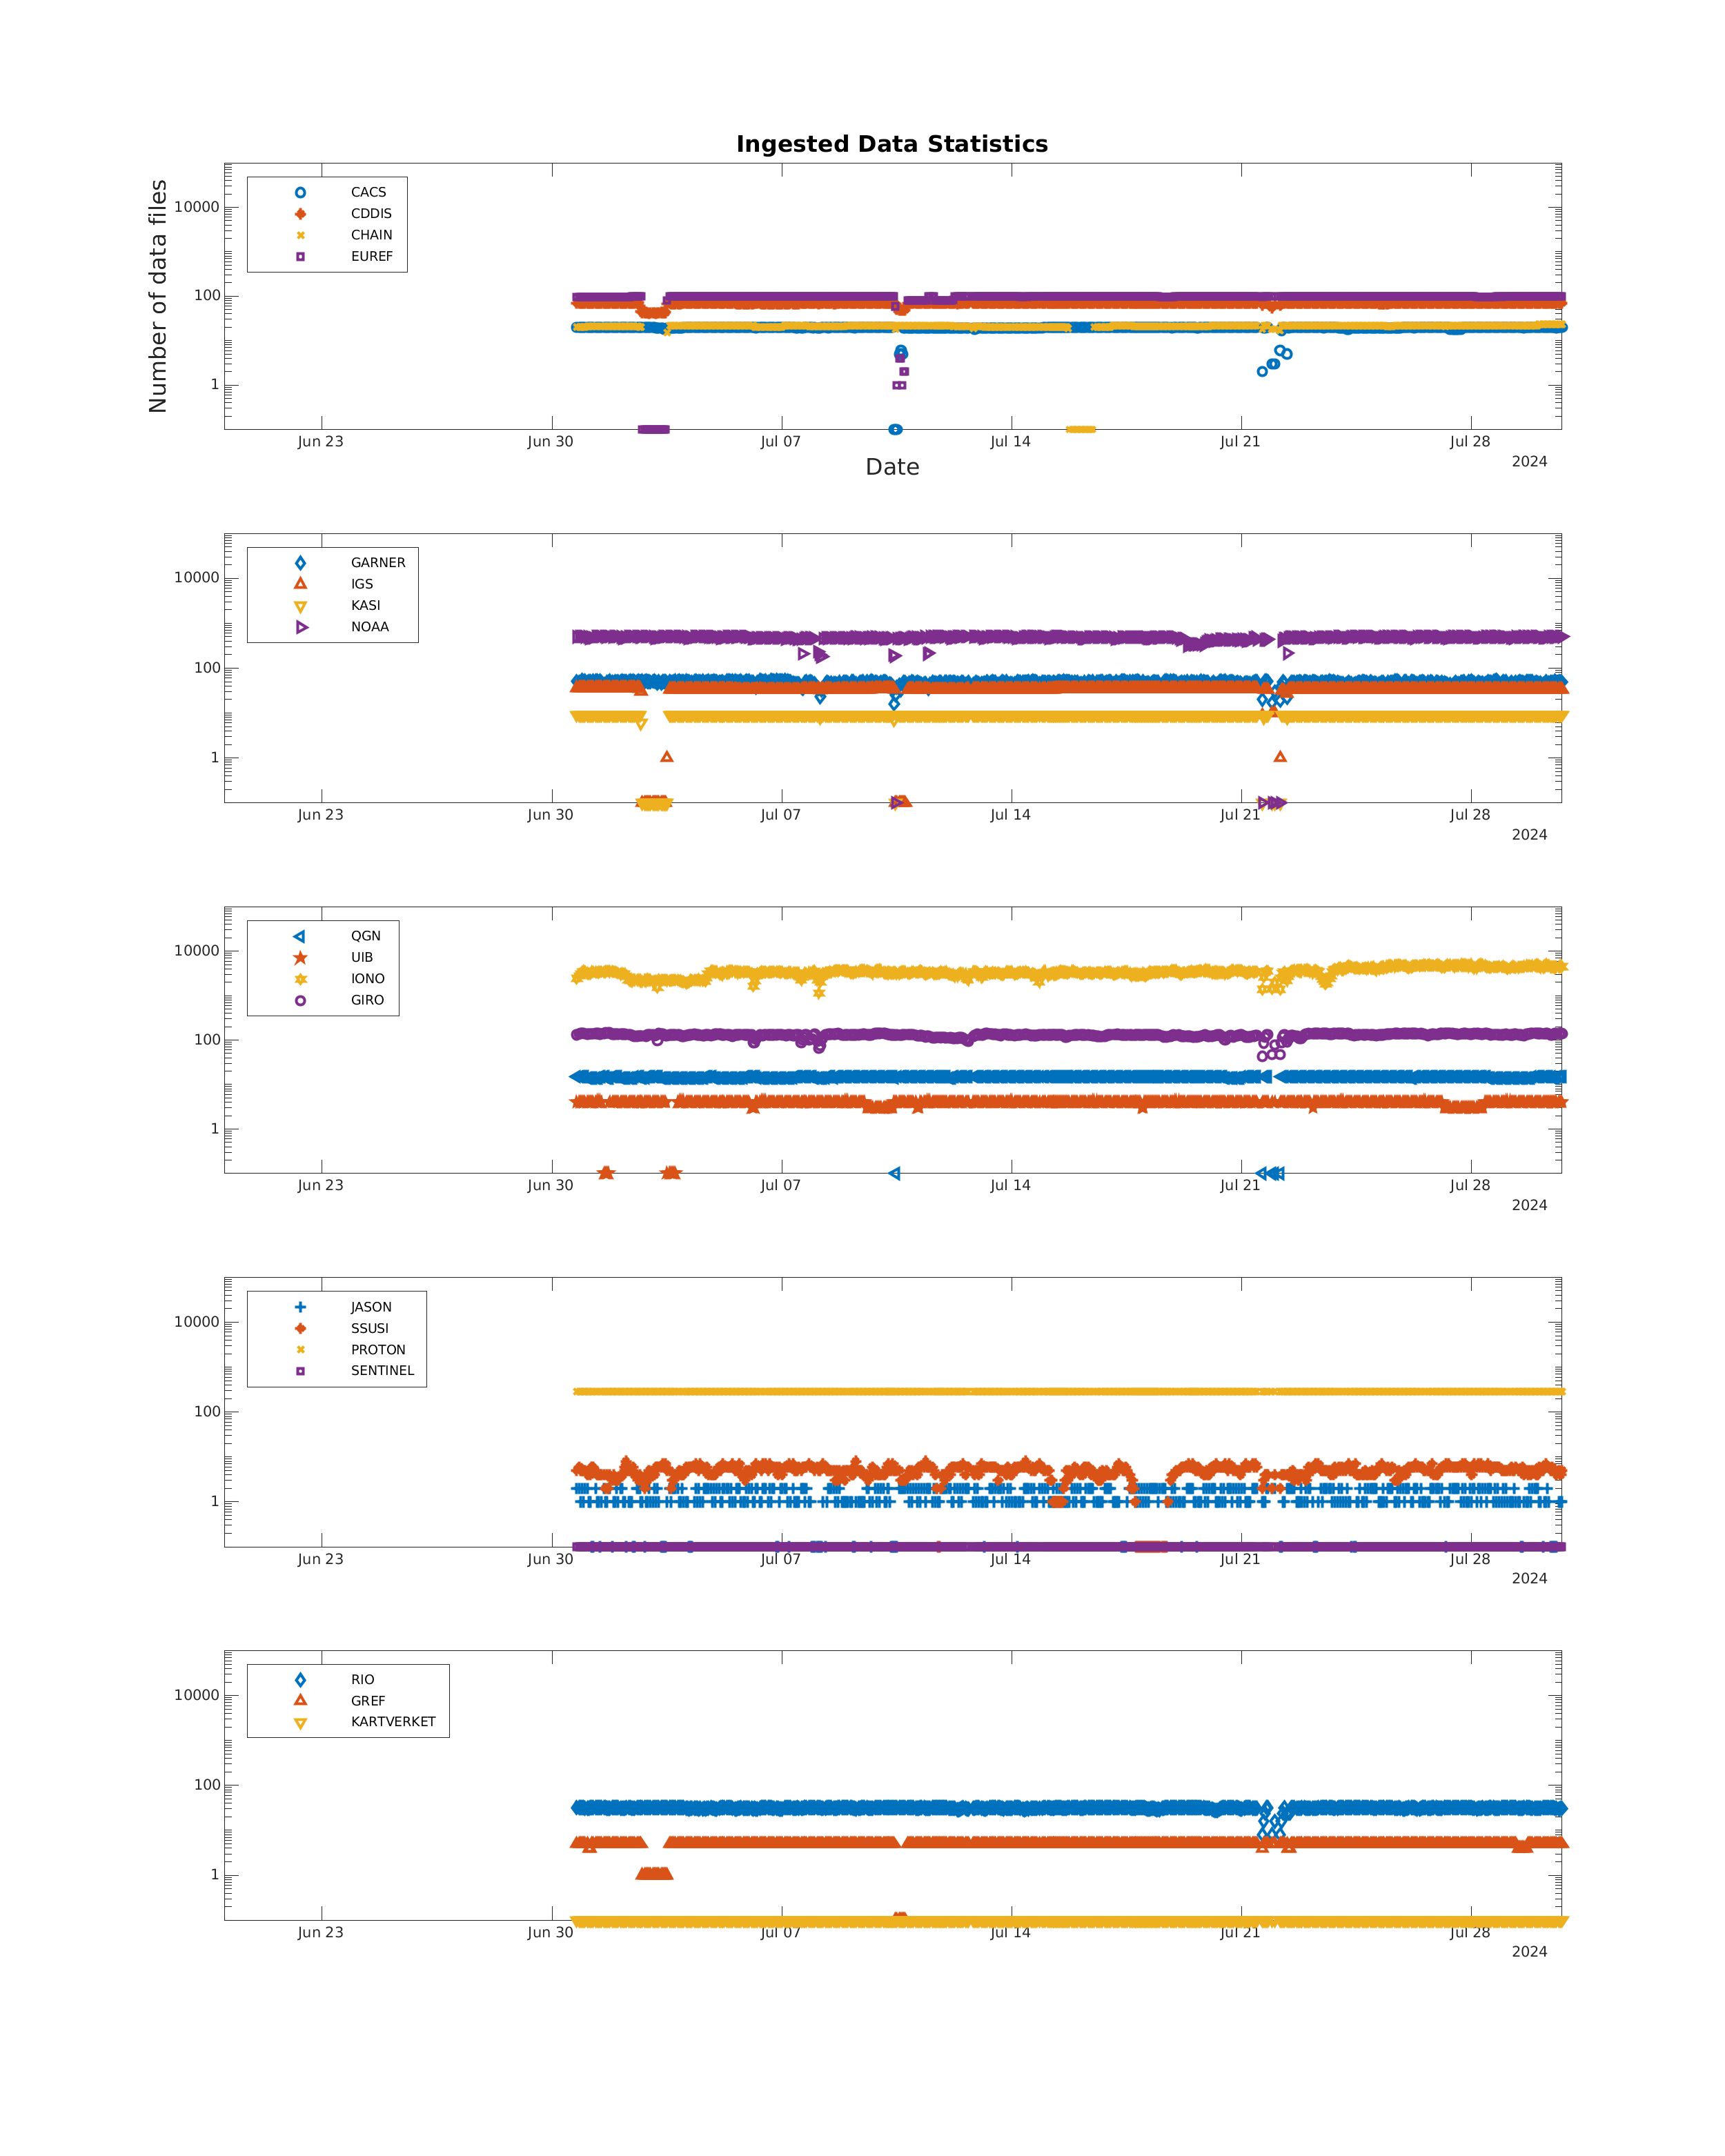 Ingested Data Statistics
Number of data files
10000
100
1
CACS
CDDIS
CHAIN
EUREF
Jun 23 Jun 30 Jul 07 Jul 14 Jul 21 Jul 28
2024
Date
10000
100
1
GARNER
IGS
KASI
NOAA
Jun 23 Jun 30 Jul 07 Jul 14 Jul 21 Jul 28
2024
10000
100
1
QGN
UIB
IONO
GIRO
Jun 23 Jun 30 Jul 07 Jul 14 Jul 21 Jul 28
2024
10000
100
1
JASON
SSUSI
PROTON
SENTINEL
Jun 23 Jun 30 Jul 07 Jul 14 Jul 21 Jul 28
2024
10000
100
1
RIO
GREF
KARTVERKET
Jun 23 Jun 30 Jul 07 Jul 14 Jul 21 Jul 28
2024